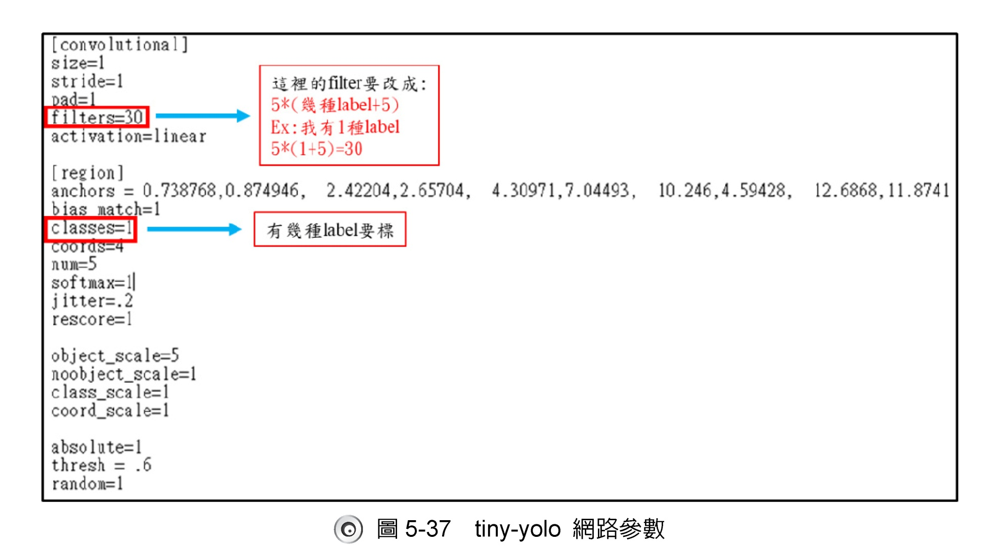 [convolutional]
size=1
stride=1
pad=1
filters=30
activation=linear
這裡的filter要改成:
5*(幾種label+5)
Ex:我有1種label
5*(1+5)=30
[region]
anchors = 0.738768,0.874946, 2.42204,2.65704, 4.30971,7.04493, 10.246,4.59428, 12.6868,11.8741
bias_match=1
classes=1
有幾種label要標
coords=4
num=5
softmax=1
jitter=.2
rescore=1
object_scale=5
noobject_scale=1
class_scale=1
coord_scale=1
absolute=1
thresh = .6
random=1
圖 5-37 tiny-yolo 網路參數